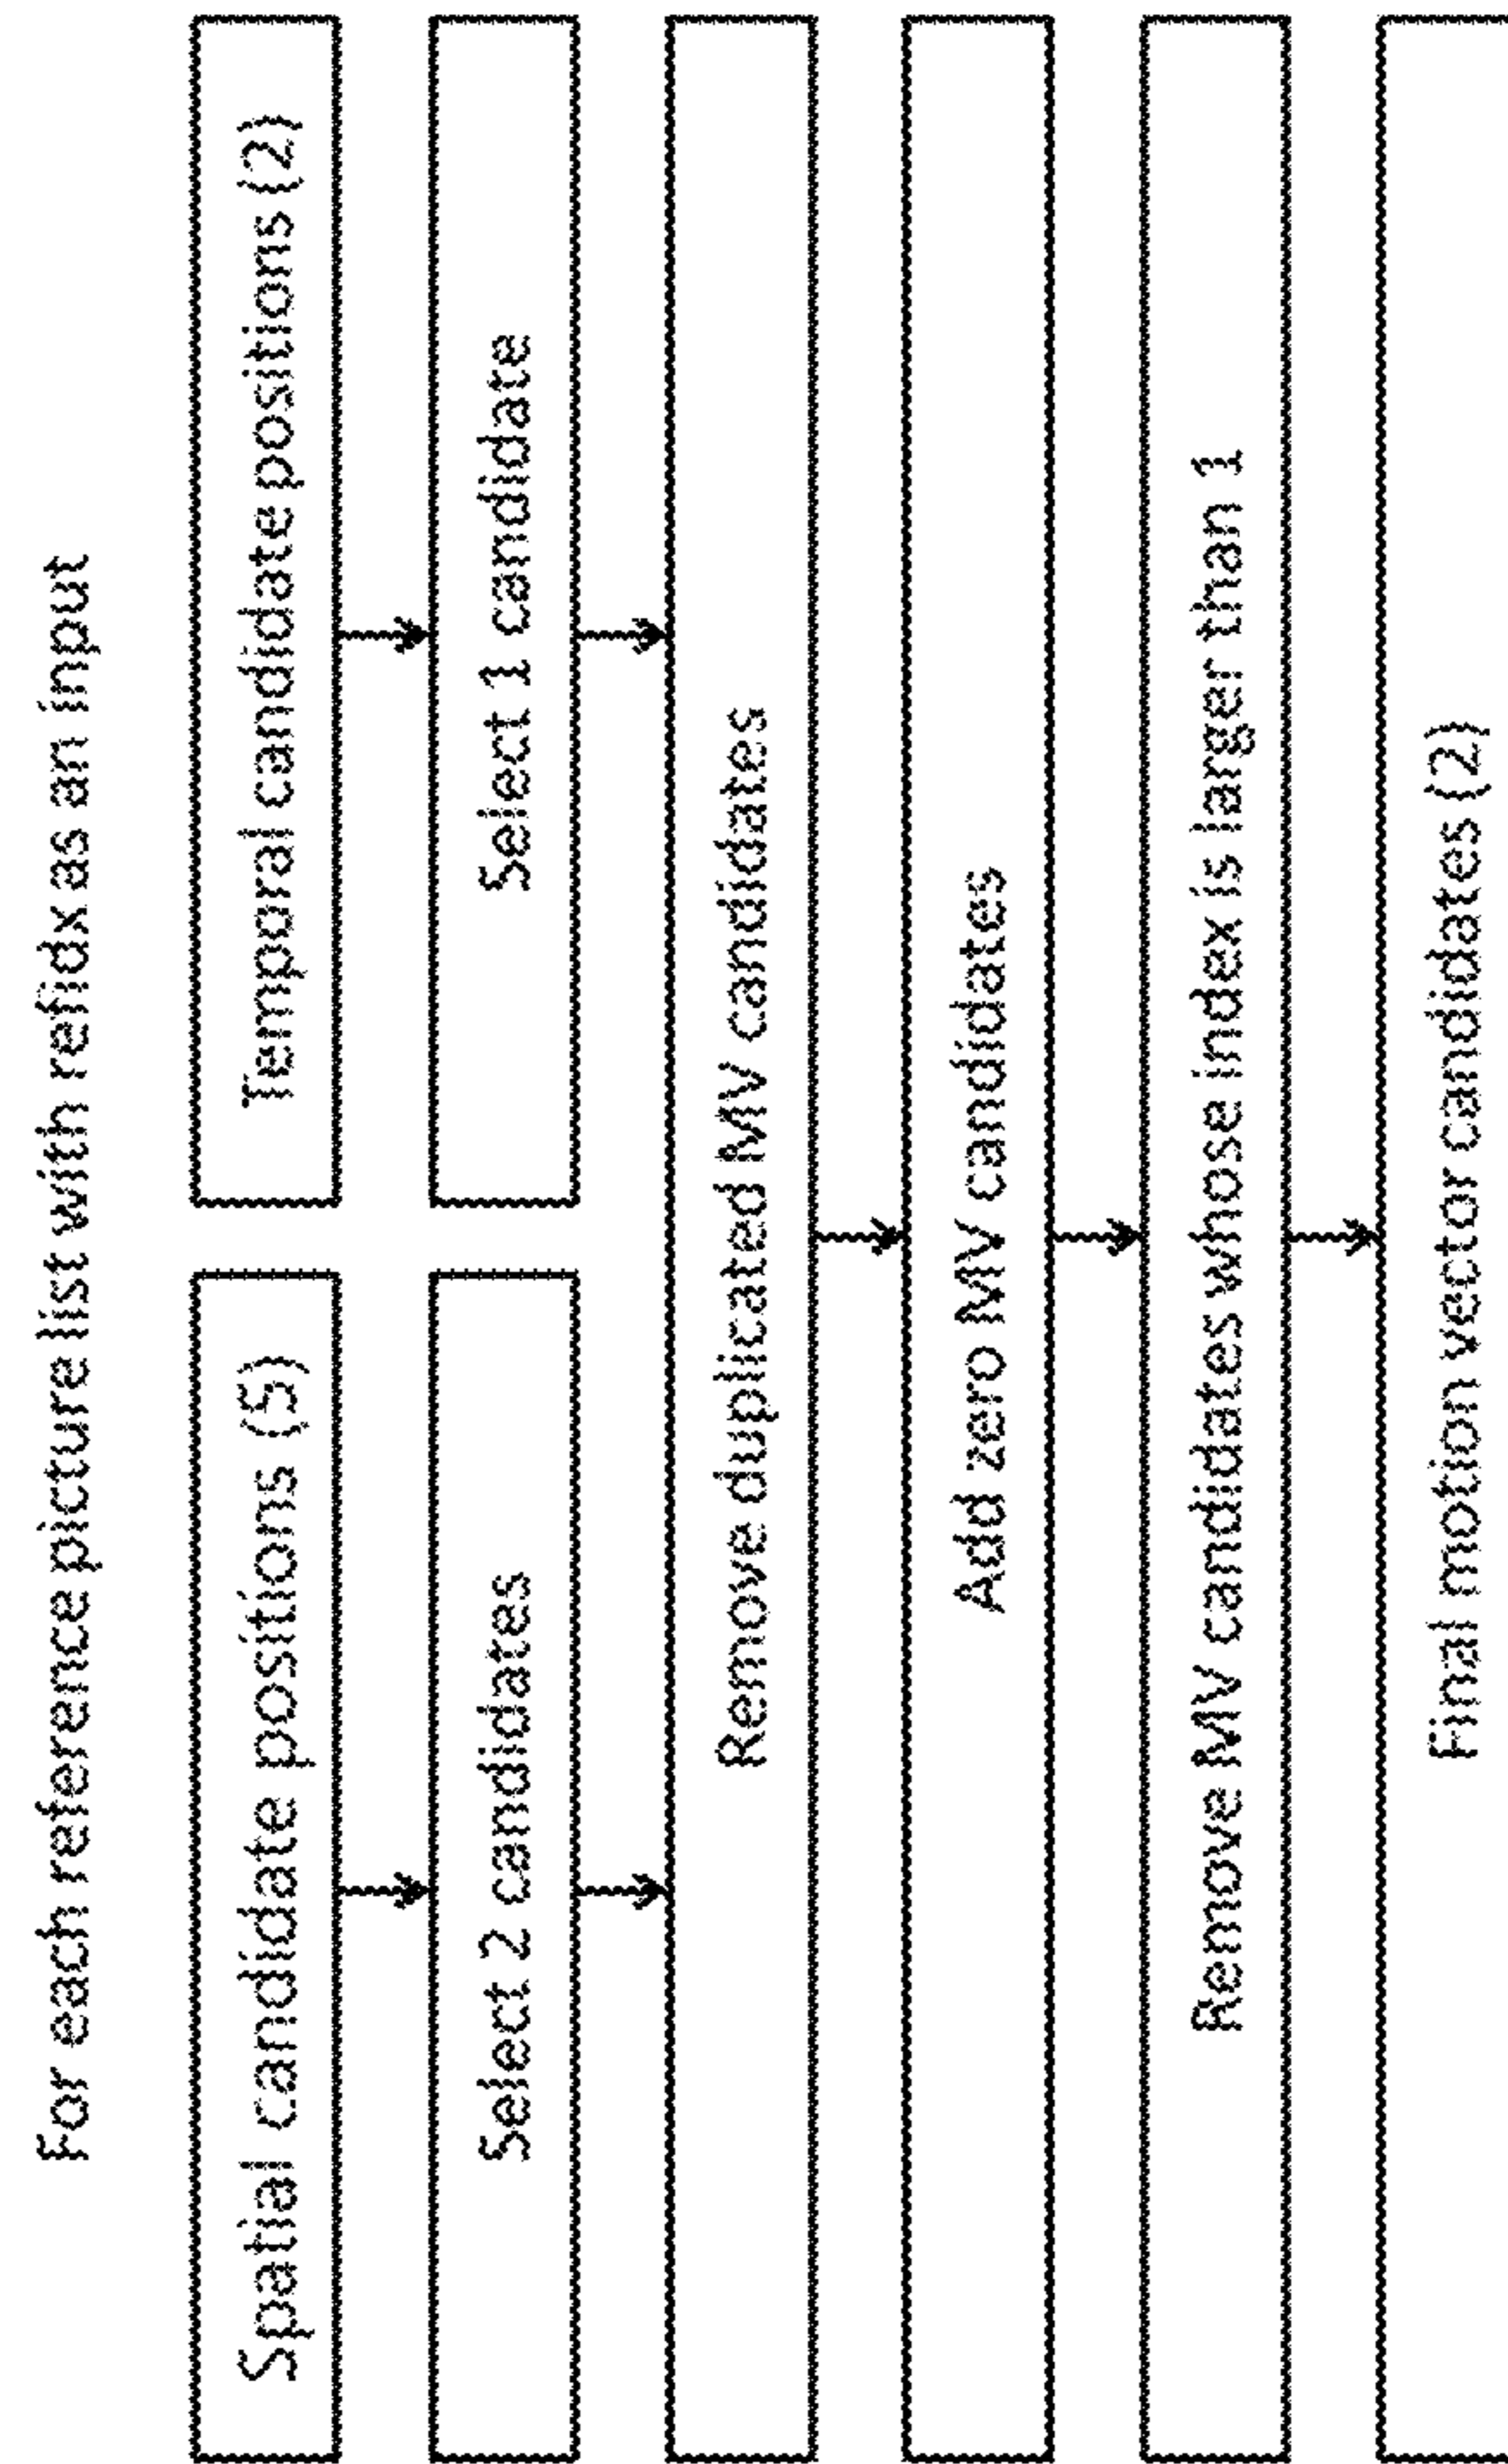 For each reference picture list with refidx as an input
Spatial candidate positions (5)
Temporal candidate positions (2)
Select 2 candidates
Select 1 candidate
Remove duplicated MV candidates
Add zero MV candidates
Remove MV candidates whose index is larger than 1
Final motion vector candidates (2)